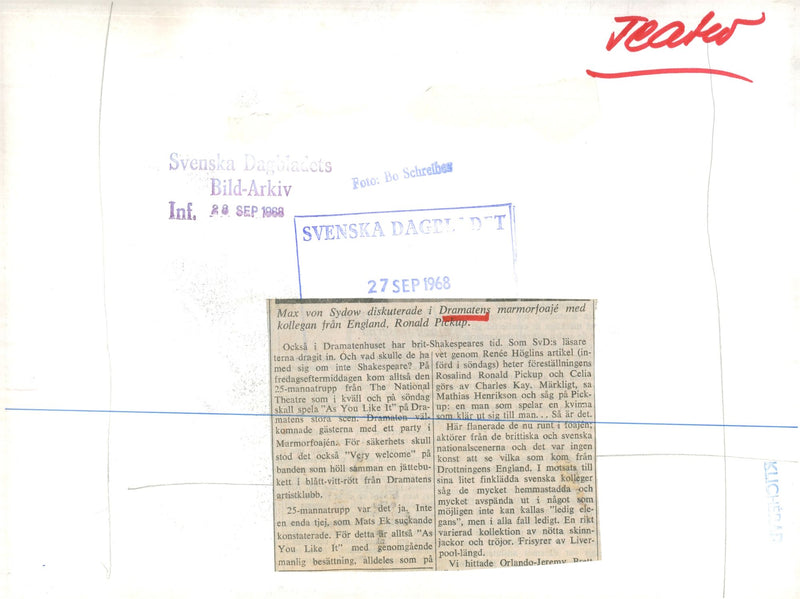 Teater
Svenska Dagbladets
Bild-Arkiv
Inf. 28 SEP 1968
Foto: Bo Schreiber
SVENSKA DAGBLADET
27 SEP 1968
Max von Sydow diskuterade i Dramatens marmorfoajé med
kollegan från England, Ronald Pickup.
Också i Dramatenhuset har brit-
terna dragit in. Och vad skulle de ha
med sig om inte Shakespeare? På
fredagseftermiddagen kom alltså den
25-mannatrupp från The National
Theatre som i kväll och på söndag
skall spela "As You Like It" på Dra-
matens stora scen. Dramaten väl-
komnade gästerna med ett party i
Marmorfoajén. För säkerhets skull
stod det också "Very welcome" på
banden som höll samman en jättebu-
kett i blått-vitt-rött från Dramatens
artistklubb.
25-mannatrupp var det ja. Inte
en enda tjej, som Mats Ek suckande
konstaterade. För detta är alltså "As
You Like It" med genomgående
manlig besättning, alldeles som på
Shakespeares tid. Som SvD:s läsare
vet genom Renée Höglins artikel (in-
förd i söndags) heter föreställningens
Rosalind Ronald Pickup och Celia
görs av Charles Kay. Märkligt, sa
Mathias Henrikson och såg på Pick-
up: en man som spelar en kvinna
som klär ut sig till man... Så är det.
Här flanerade de nu runt i foajén,
aktörer från de brittiska och svenska
nationalscenerna och det var ingen
konst att se vilka som kom från
Drottningens England. I motsats till
sina litet finklädda svenska kolleger
såg de mycket hemmastadda och
mycket avspända ut i något som
möjligen inte kan kallas "ledig ele-
gans", men i alla fall ledigt. En rikt
varierad kollektion av nötta skinn-
jackor och tröjor. Frisyrer av Liver-
pool-längd.
Vi hittade Orlando-Jeremy Brett